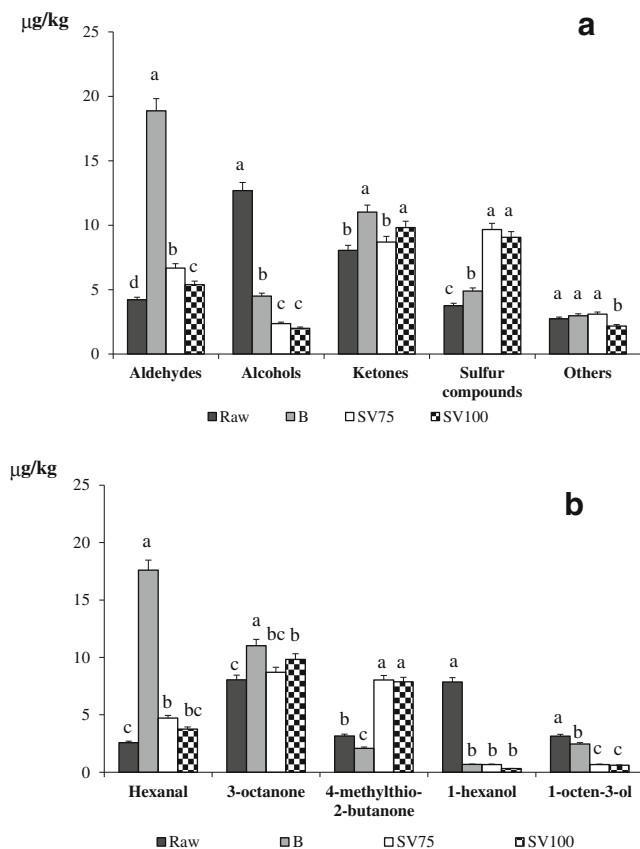 µg/kg
a
25
20
15
10
5
0
a
d
b
c
a
b
c
c
b
a
b
a
c
b
a
a
a
a
a
b
Aldehydes Alcohols Ketones Sulfur compounds Others
Raw B SV75 SV100
µg/kg
b
25
20
15
10
5
0
a
c
b
bc
c
a
bc
b
b
c
a
a
a
b
b
b
a
b
c
c
Hexanal 3-octanone 4-methylthio-2-butanone 1-hexanol 1-octen-3-ol
Raw B SV75 SV100